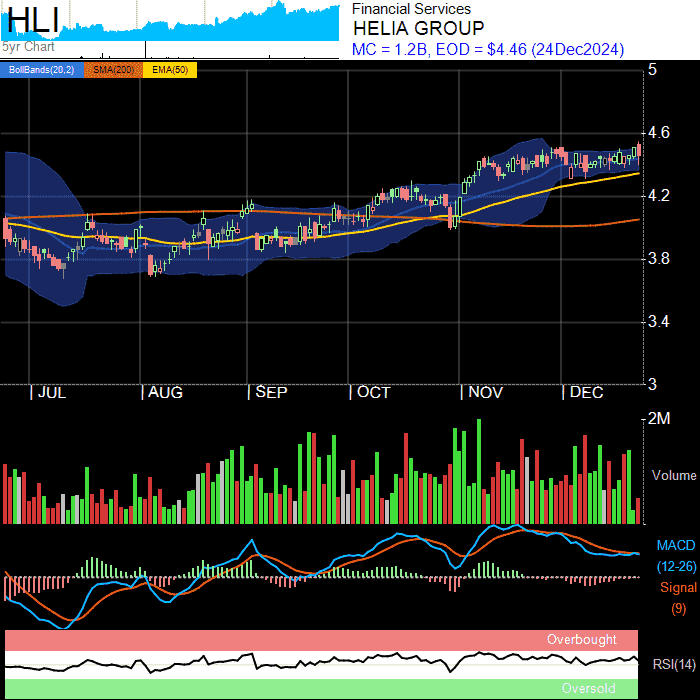 HLI
5yr Chart
Financial Services
HELIA GROUP
MC = 1.2B, EOD = $4.46 (24Dec2024)
BollBands(20,2) SMA(200) EMA(50)
5
4.6
4.2
3.8
3.4
3
JUL AUG SEP OCT NOV DEC
2M
Volume
MACD
(12-26)
Signal
(9)
Overbought
RSI(14)
Oversold